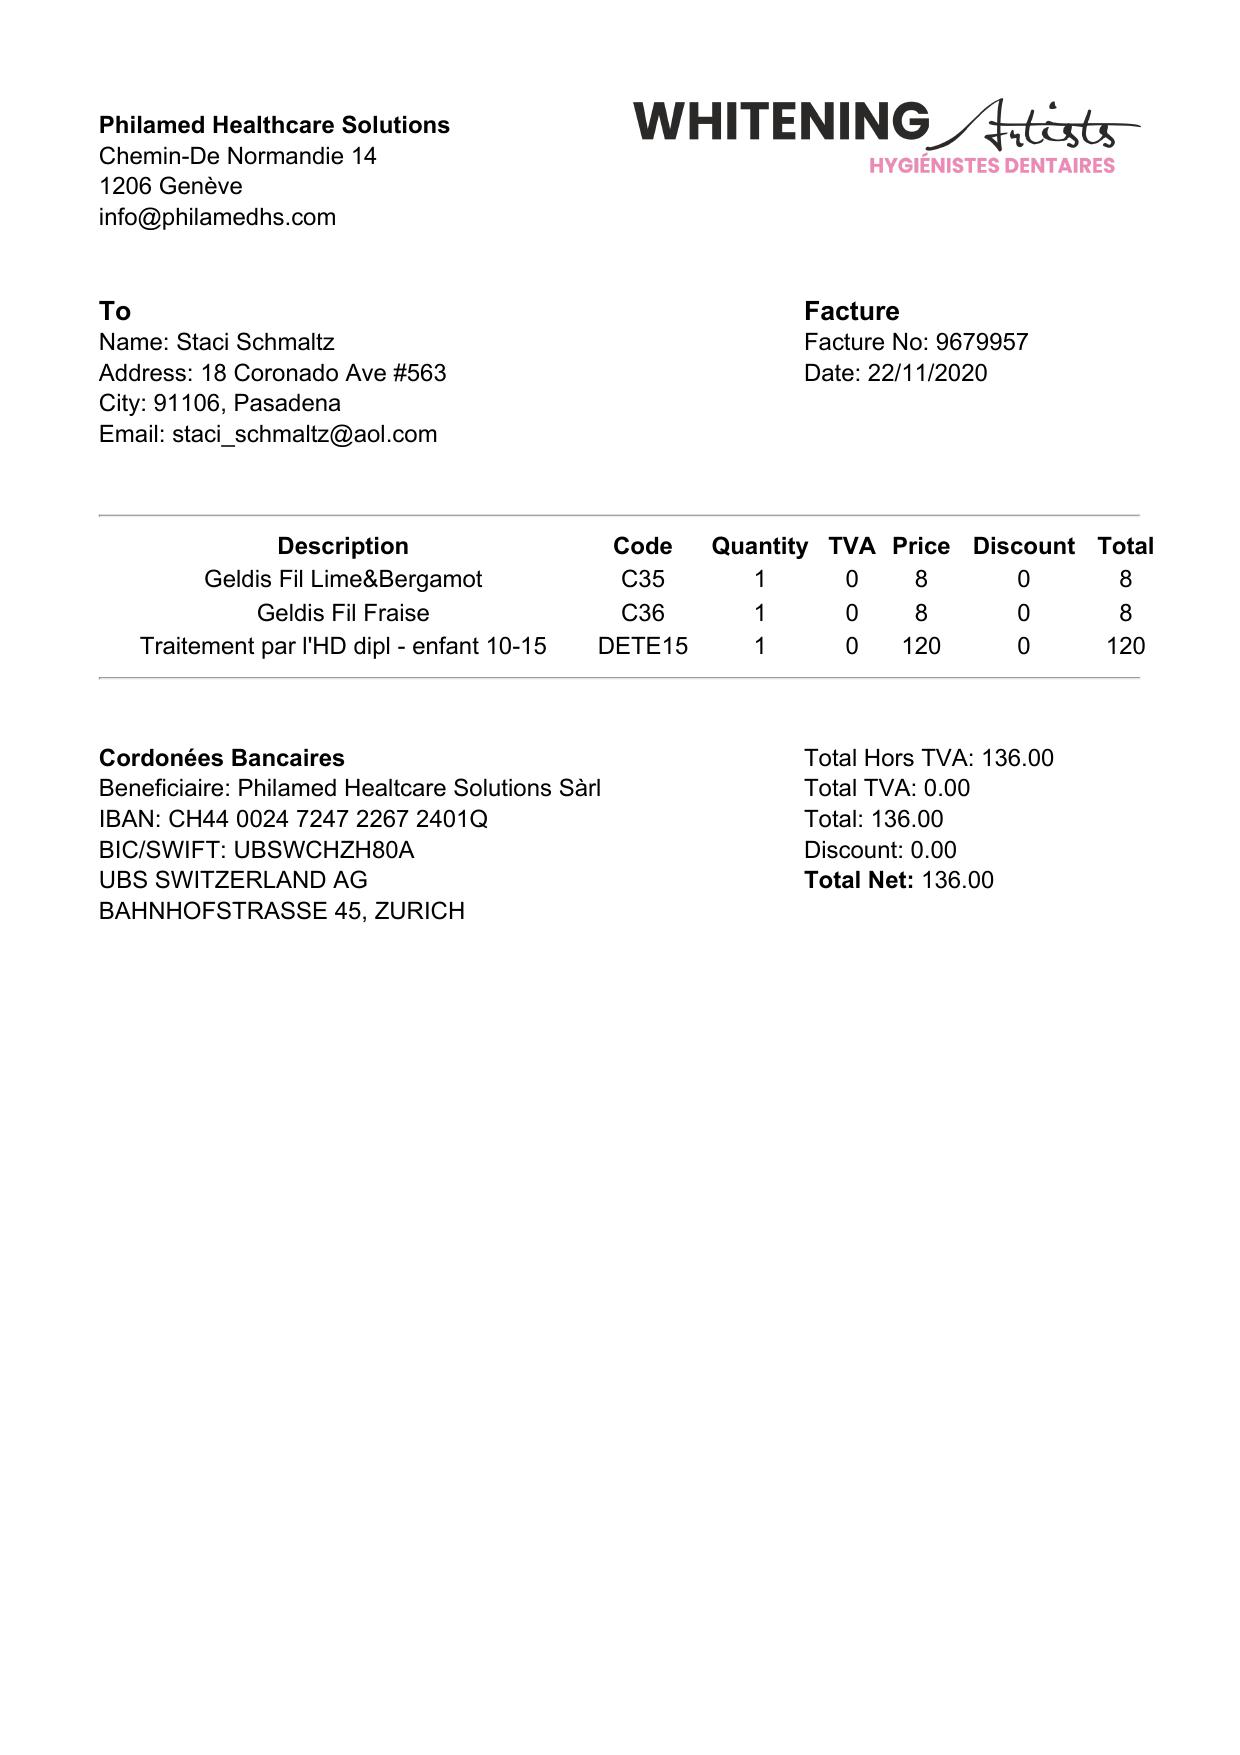 Philamed Healthcare Solutions
Chemin-De Normandie 14
1206 Genève
info@philamedhs.com
WHITENING Artists
HYGIÉNISTES DENTAIRES
To
Name: Staci Schmaltz
Address: 18 Coronado Ave #563
City: 91106, Pasadena
Email: staci_schmaltz@aol.com
Facture
Facture No: 9679957
Date: 22/11/2020
Description Code Quantity TVA Price Discount Total
Geldis Fil Lime&Bergamot C35 1 0 8 0 8
Geldis Fil Fraise C36 1 0 8 0 8
Traitement par l'HD dipl - enfant 10-15 DETE15 1 0 120 0 120
Cordonées Bancaires
Beneficiaire: Philamed Healtcare Solutions Sàrl
IBAN: CH44 0024 7247 2267 2401Q
BIC/SWIFT: UBSWCHZH80A
UBS SWITZERLAND AG
BAHNHOFSTRASSE 45, ZURICH
Total Hors TVA: 136.00
Total TVA: 0.00
Total: 136.00
Discount: 0.00
Total Net: 136.00